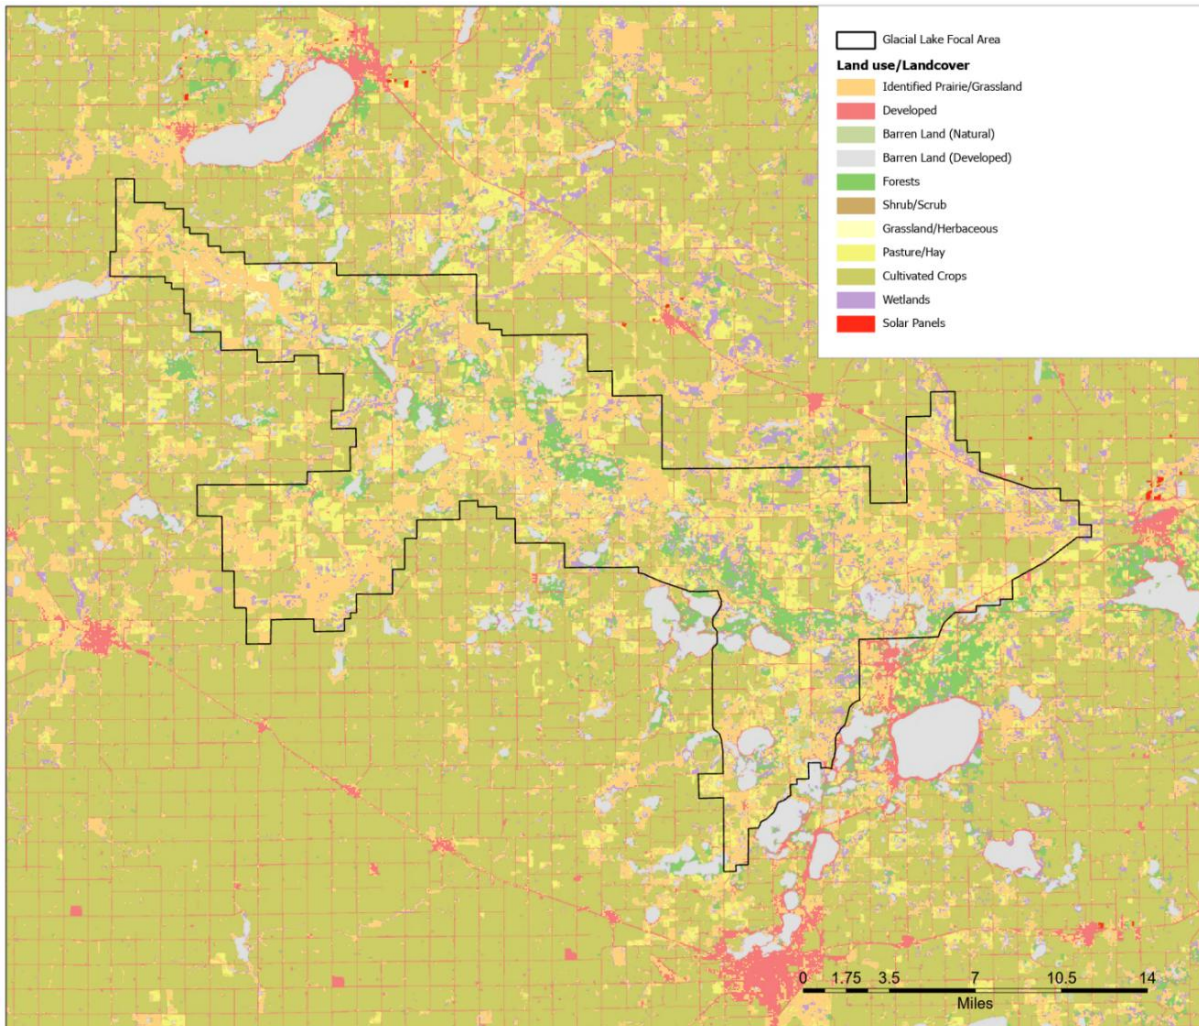 Glacial Lake Focal Area
Land use/Landcover
Identified Prairie/Grassland
Developed
Barren Land (Natural)
Barren Land (Developed)
Forests
Shrub/Scrub
Grassland/Herbaceous
Pasture/Hay
Cultivated Crops
Wetlands
Solar Panels
0 1.75 3.5 7 10.5 14
Miles